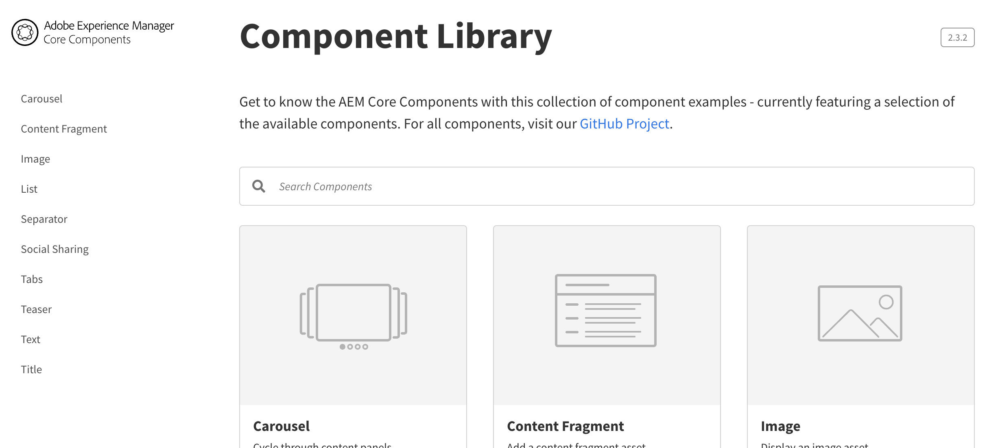 Adobe Experience Manager
Core Components
Component Library
2.3.2
Carousel
Content Fragment
Image
List
Separator
Social Sharing
Tabs
Teaser
Text
Title
Get to know the AEM Core Components with this collection of component examples - currently featuring a selection of
the available components. For all components, visit our GitHub Project.
Search Components
Carousel
Cycle through content panels
Content Fragment
Add a content fragment asset
Image
Display an image asset